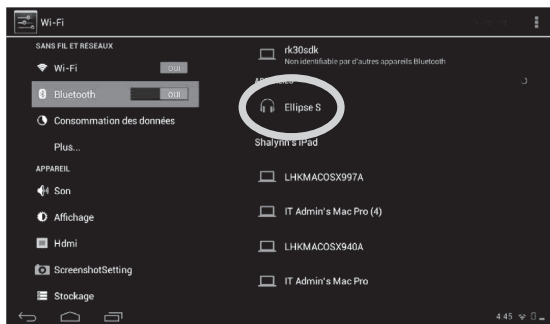 Wi-Fi
SANS FIL ET RÉSEAUX
Wi-Fi
OUI
Bluetooth
OUI
Consommation des données
Plus...
APPAREIL
Son
Affichage
Hdmi
ScreenshotSetting
Stockage
rk30sdk
Non identifiable par d'autres appareils Bluetooth
Ellipse S
Shalynn's iPad
LHKMACOSX997A
IT Admin's Mac Pro (4)
LHKMACOSX940A
IT Admin's Mac Pro
4:45